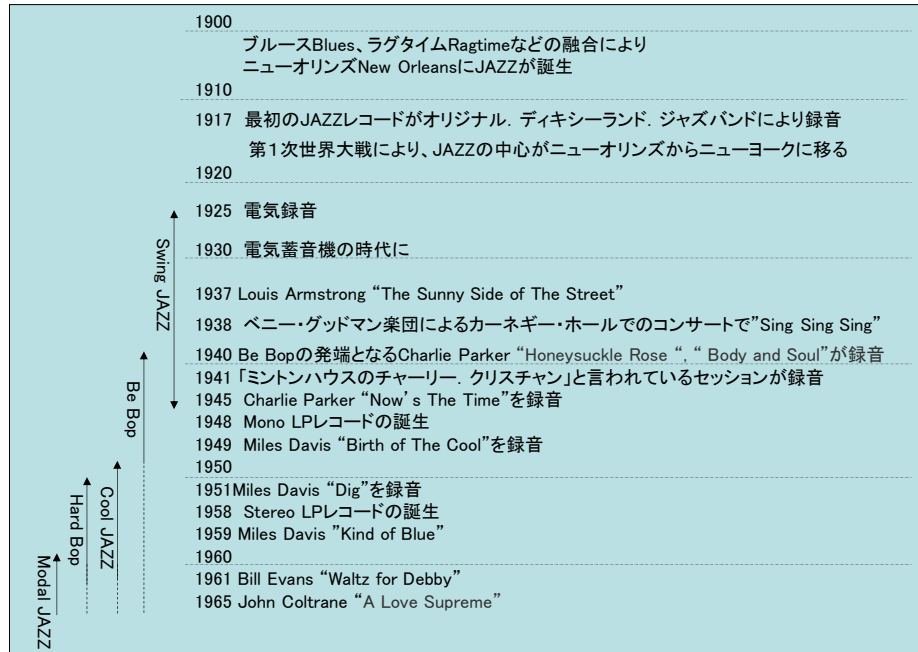 1900
ブルースBlues、ラグタイムRagtimeなどの融合により
ニューオリンズNew OrleansにJAZZが誕生
1910
1917 最初のJAZZレコードがオリジナル．ディキシーランド．ジャズバンドにより録音
第１次世界大戦により、JAZZの中心がニューオリンズからニューヨークに移る
1920
1925 電気録音
1930 電気蓄音機の時代に
1937 Louis Armstrong “The Sunny Side of The Street”
1938 ベニー・グッドマン楽団によるカーネギー・ホールでのコンサートで”Sing Sing Sing”
1940 Be Bopの発端となるCharlie Parker “Honeysuckle Rose “, “ Body and Soul”が録音
1941 「ミントンハウスのチャーリー．クリスチャン」と言われているセッションが録音
1945 Charlie Parker “Now’s The Time”を録音
1948 Mono LPレコードの誕生
1949 Miles Davis “Birth of The Cool”を録音
1950
1951Miles Davis “Dig”を録音
1958 Stereo LPレコードの誕生
1959 Miles Davis ”Kind of Blue”
1960
1961 Bill Evans “Waltz for Debby”
1965 John Coltrane “A Love Supreme”
Swing JAZZ
Be Bop
Cool JAZZ
Hard Bop
Modal JAZZ